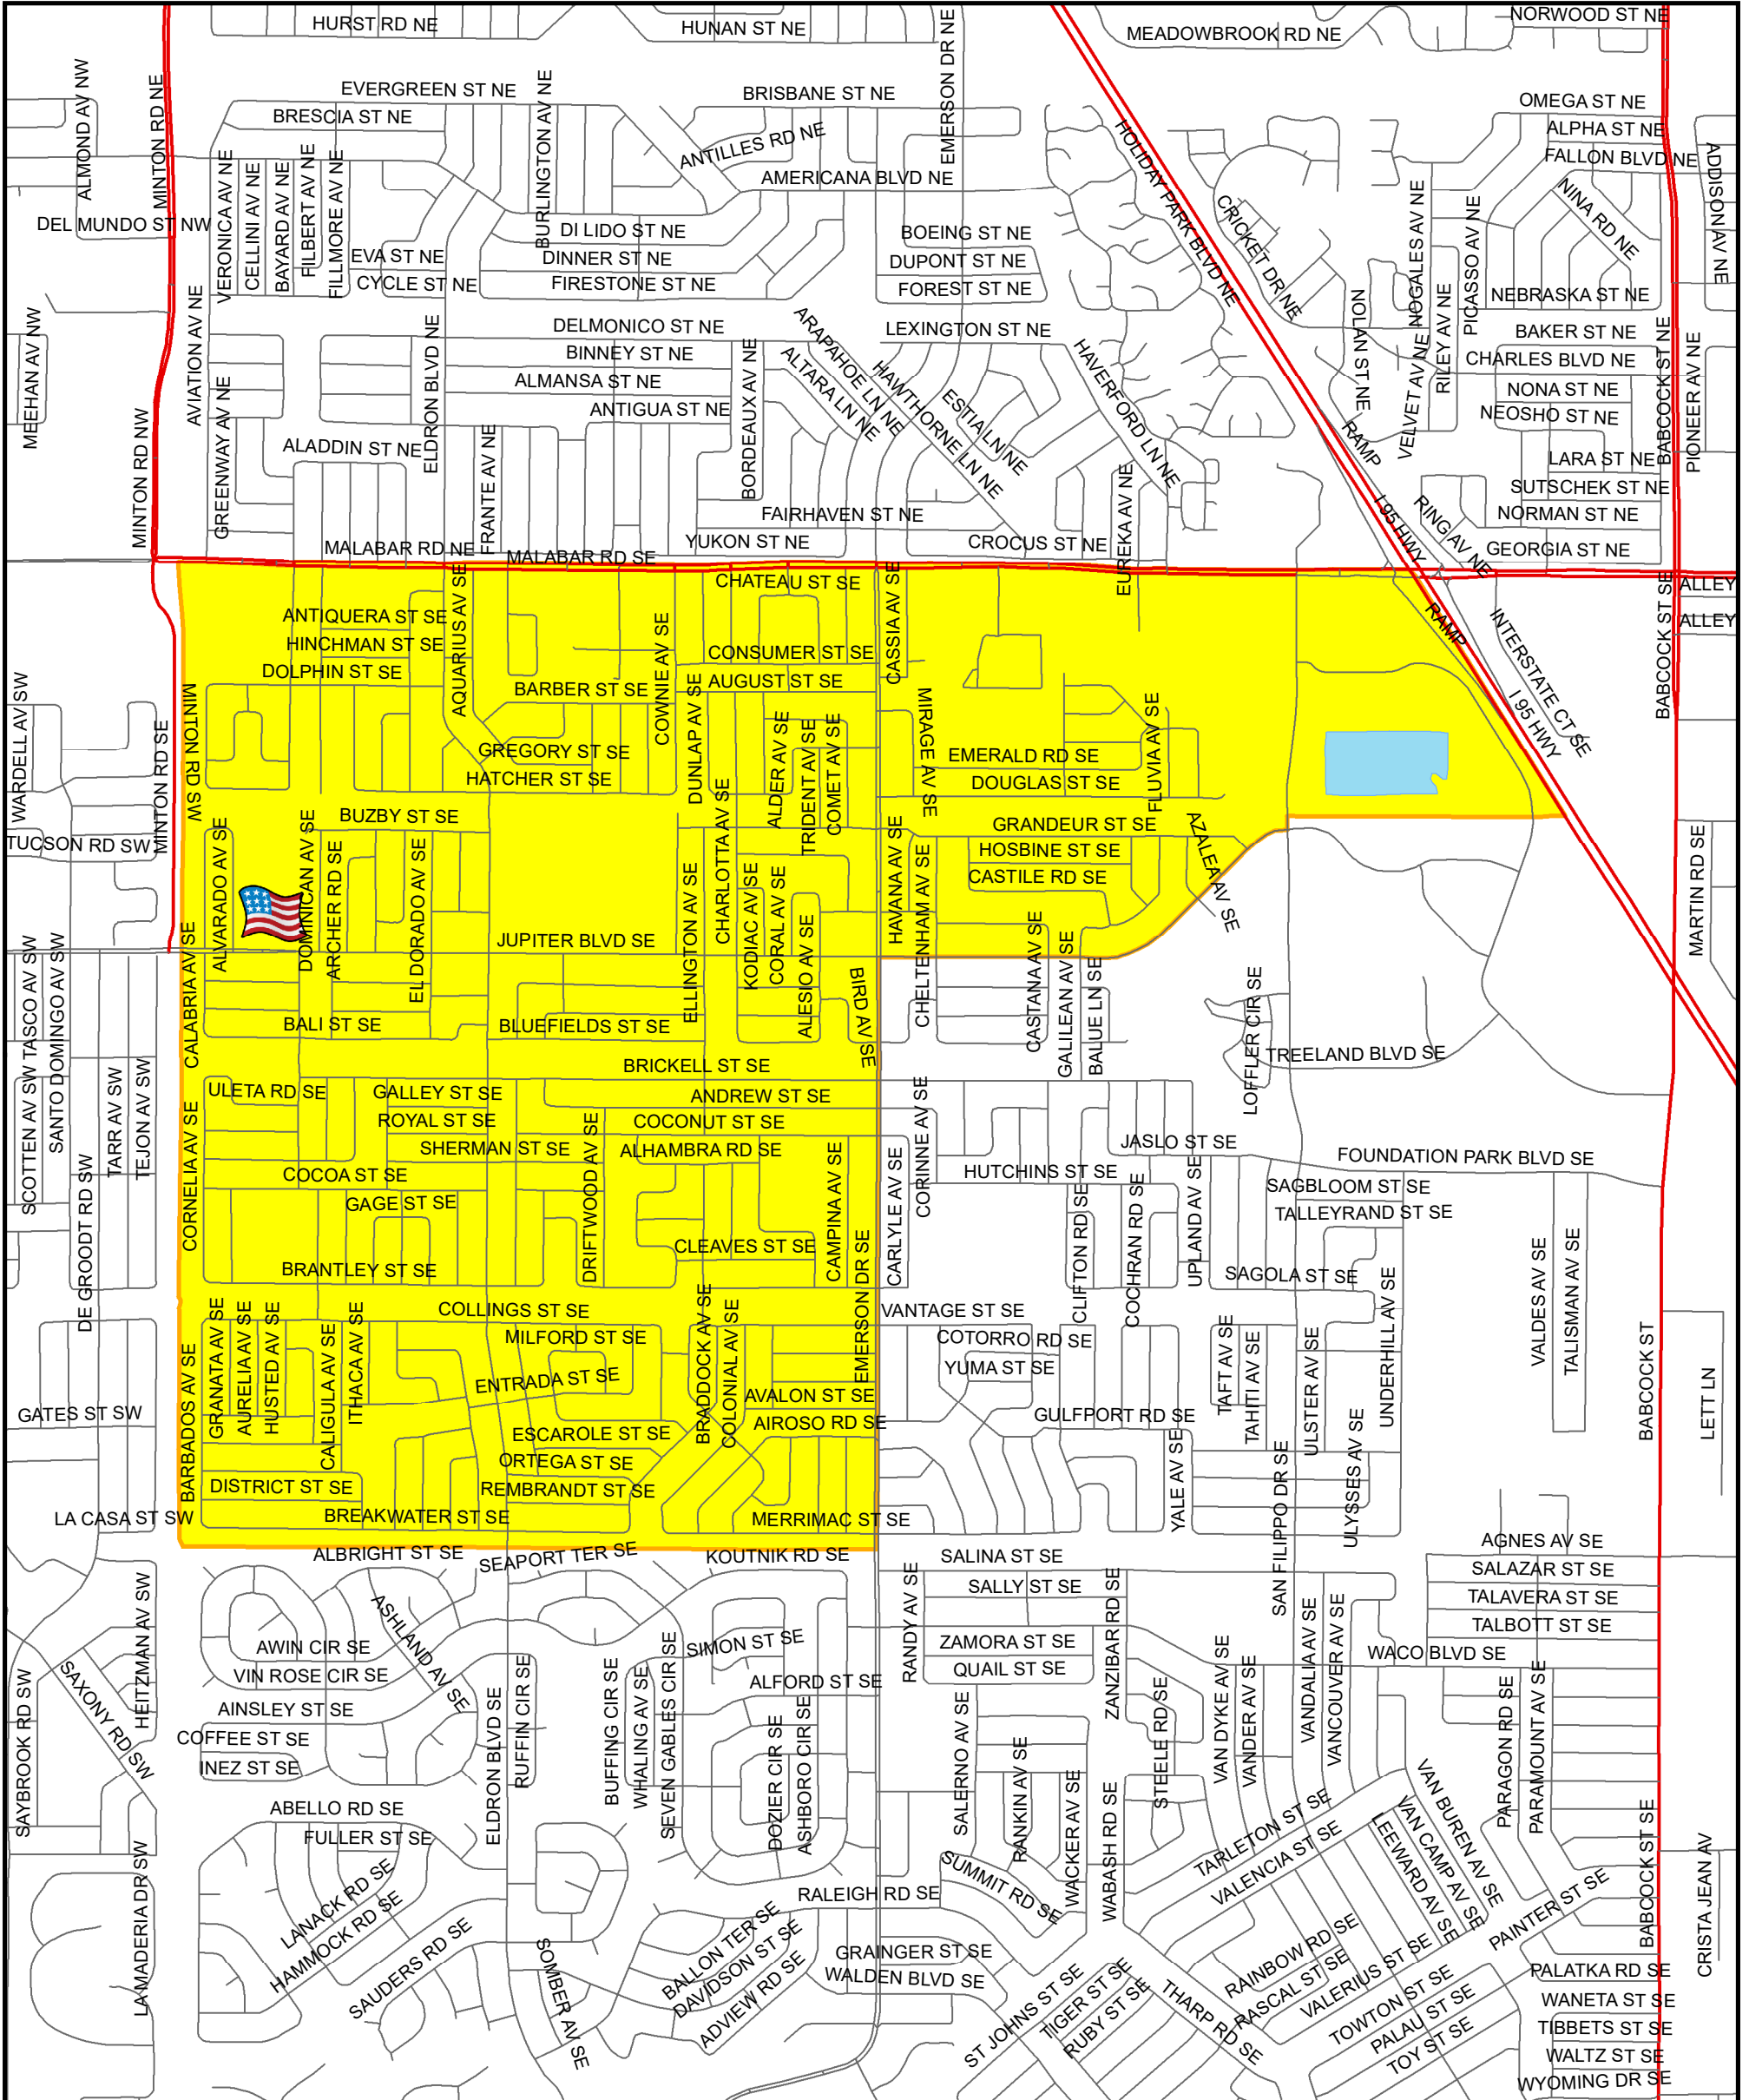 HURST RD NE
HUNAN ST NE
EMERSON DR NE
MEADOWBROOK RD NE
NORWOOD ST NE
ALMOND AV NW
MINTON RD NE
EVERGREEN ST NE
BRESCIA ST NE
BURLINGTON AV NE
BRISBANE ST NE
ANTILLES RD NE
AMERICANA BLVD NE
HOLIDAY PARK BLVD NE
OMEGA ST NE
ALPHA ST NE
FALLON BLVD NE
ADDISON AV NE
DEL MUNDO ST NW
VERONICA AV NE
CELLINI AV NE
BAYARD AV NE
FILBERT AV NE
FILLMORE AV NE
EVA ST NE
CYCLE ST NE
DI LIDO ST NE
DINNER ST NE
FIRESTONE ST NE
BOEING ST NE
DUPONT ST NE
FOREST ST NE
CRICKET DR NE
NOGALES AV NE
PICASSO AV NE
NINA RD NE
NEBRASKA ST NE
MEEHAN AV NW
AVIATION AV NE
ELDRON BLVD NE
DELMONICO ST NE
BINNEY ST NE
ALMANSA ST NE
ANTIGUA ST NE
BORDEAUX AV NE
ARAPAHOE LN NE
ALTARA LN NE
LEXINGTON ST NE
HAWTHORNE LN NE
ESTIA LN NE
HAVERFORD LN NE
NOLAN ST NE
VELVET AV NE
RILEY AV NE
BAKER ST NE
CHARLES BLVD NE
NONA ST NE
NEOSHO ST NE
BABCOCK ST NE
PIONEER AV NE
MINTON RD NW
GREENWAY AV NE
ALADDIN ST NE
FRANTE AV NE
FAIRHAVEN ST NE
YUKON ST NE
CROCUS ST NE
EUREKA AV NE
RAMP
I 95 HWY
RING AV NE
LARA ST NE
SUTSCHEK ST NE
NORMAN ST NE
GEORGIA ST NE
MALABAR RD NE
MALABAR RD SE
CHATEAU ST SE
ALLEY
ALLEY
ANTIQUERA ST SE
HINCHMAN ST SE
DOLPHIN ST SE
AQUARIUS AV SE
COWNIE AV SE
CONSUMER ST SE
AUGUST ST SE
CASSIA AV SE
RAMP
INTERSTATE CT SE
I 95 HWY
BABCOCK ST SE
WARDELL AV SW
MINTON RD SE
MINTON RD SW
BARBER ST SE
GREGORY ST SE
HATCHER ST SE
DUNLAP AV SE
ALDER AV SE
TRIDENT AV SE
COMET AV SE
MIRAGE AV SE
EMERALD RD SE
DOUGLAS ST SE
FLUVIA AV SE
TUCSON RD SW
BUZBY ST SE
ALVARADO AV SE
DOMINICAN AV SE
ARCHER RD SE
EL DORADO AV SE
CHARLOTTA AV SE
ELLINGTON AV SE
KODIAC AV SE
CORAL AV SE
ALESIO AV SE
HAVANA AV SE
CHELTENHAM AV SE
GRANDEUR ST SE
HOSBINE ST SE
CASTILE RD SE
AZALEA AV SE
MARTIN RD SE
JUPITER BLVD SE
CALABRIA AV SE
BIRD AV SE
CASTANA AV SE
GALILEAN AV SE
BALUE LN SE
SCOTTEN AV SW
TASCO AV SW
SANTO DOMINGO AV SW
BALI ST SE
BLUEFIELDS ST SE
BRICKELL ST SE
LOFFLER CIR SE
TREELAND BLVD SE
TARR AV SW
TEJON AV SW
ULETA RD SE
GALLEY ST SE
ANDREW ST SE
ROYAL ST SE
COCONUT ST SE
SHERMAN ST SE
ALHAMBRA RD SE
CORNELIA AV SE
COCOA ST SE
GAGE ST SE
DRIFTWOOD AV SE
CLEAVES ST SE
CAMPINA AV SE
CARLYLE AV SE
CORINNE AV SE
HUTCHINS ST SE
JASLO ST SE
FOUNDATION PARK BLVD SE
SAGBLOOM ST SE
TALLEYRAND ST SE
CLIFTON RD SE
COCHRAN RD SE
UPLAND AV SE
SAGOLA ST SE
DE GROODT RD SW
BRANTLEY ST SE
COLLINGS ST SE
MILFORD ST SE
ENTRADA ST SE
BRADDOCK AV SE
COLONIAL AV SE
EMERSON DR SE
VANTAGE ST SE
COTORRO RD SE
YUMA ST SE
AVALON ST SE
AIROSO RD SE
GULFPORT RD SE
TAFT AV SE
TAHITI AV SE
ULSTER AV SE
UNDERHILL AV SE
VALDES AV SE
TALISMAN AV SE
BABCOCK ST
LETT LN
GATES ST SW
BARBADOS AV SE
GRANATA AV SE
AURELIA AV SE
HUSTED AV SE
CALIGULA AV SE
ITHACA AV SE
ESCAROLE ST SE
ORTEGA ST SE
REMBRANDT ST SE
DISTRICT ST SE
BREAKWATER ST SE
MERRIMAC ST SE
LA CASA ST SW
YALE AV SE
SAN FILIPPO DR SE
ULYSSES AV SE
ALBRIGHT ST SE
SEAPORT TER SE
KOUTNIK RD SE
SALINA ST SE
SALLY ST SE
AGNES AV SE
SALAZAR ST SE
TALAVERA ST SE
TALBOTT ST SE
WACO BLVD SE
HEITZMAN AV SW
SAXONY RD SW
SAYBROOK RD SW
ASHLAND AV SE
AWIN CIR SE
VIN ROSE CIR SE
AINSLEY ST SE
COFFEE ST SE
INEZ ST SE
ELDRON BLVD SE
RUFFIN CIR SE
BUFFING CIR SE
WHALING AV SE
SEVEN GABLES CIR SE
SIMON ST SE
ALFORD ST SE
DOZIER CIR SE
ASHBORO CIR SE
RANDY AV SE
ZAMORA ST SE
QUAIL ST SE
ZANZIBAR RD SE
SALERNO AV SE
RANKIN AV SE
WACKER AV SE
WABASH RD SE
STEELE RD SE
VAN DYKE AV SE
VANDER AV SE
VANDALIA AV SE
VANCOUVER AV SE
PARAGON RD SE
PARAMOUNT AV SE
ABELLO RD SE
FULLER ST SE
LANACK RD SE
HAMMOCK RD SE
SAUDERS RD SE
LA MADERIA DR SW
SOMBER AV SE
BALLON TER SE
DAVIDSON ST SE
ADVIEW RD SE
RALEIGH RD SE
SUMMIT RD SE
GRAINGER ST SE
WALDEN BLVD SE
TARLETON ST SE
VALENCIA ST SE
VAN BUREN AV SE
VAN CAMP AV SE
LEEWARD AV SE
PAINTER ST SE
BABCOCK ST SE
CRISTA JEAN AV
ST JOHNS ST SE
TIGER ST SE
RUBY ST SE
THARP RD SE
RAINBOW RD SE
RASCAL ST SE
VALERIUS ST SE
TOWTON ST SE
PALAU ST SE
TOY ST SE
PALATKA RD SE
WANETA ST SE
TIBBETS ST SE
WALTZ ST SE
WYOMING DR SE